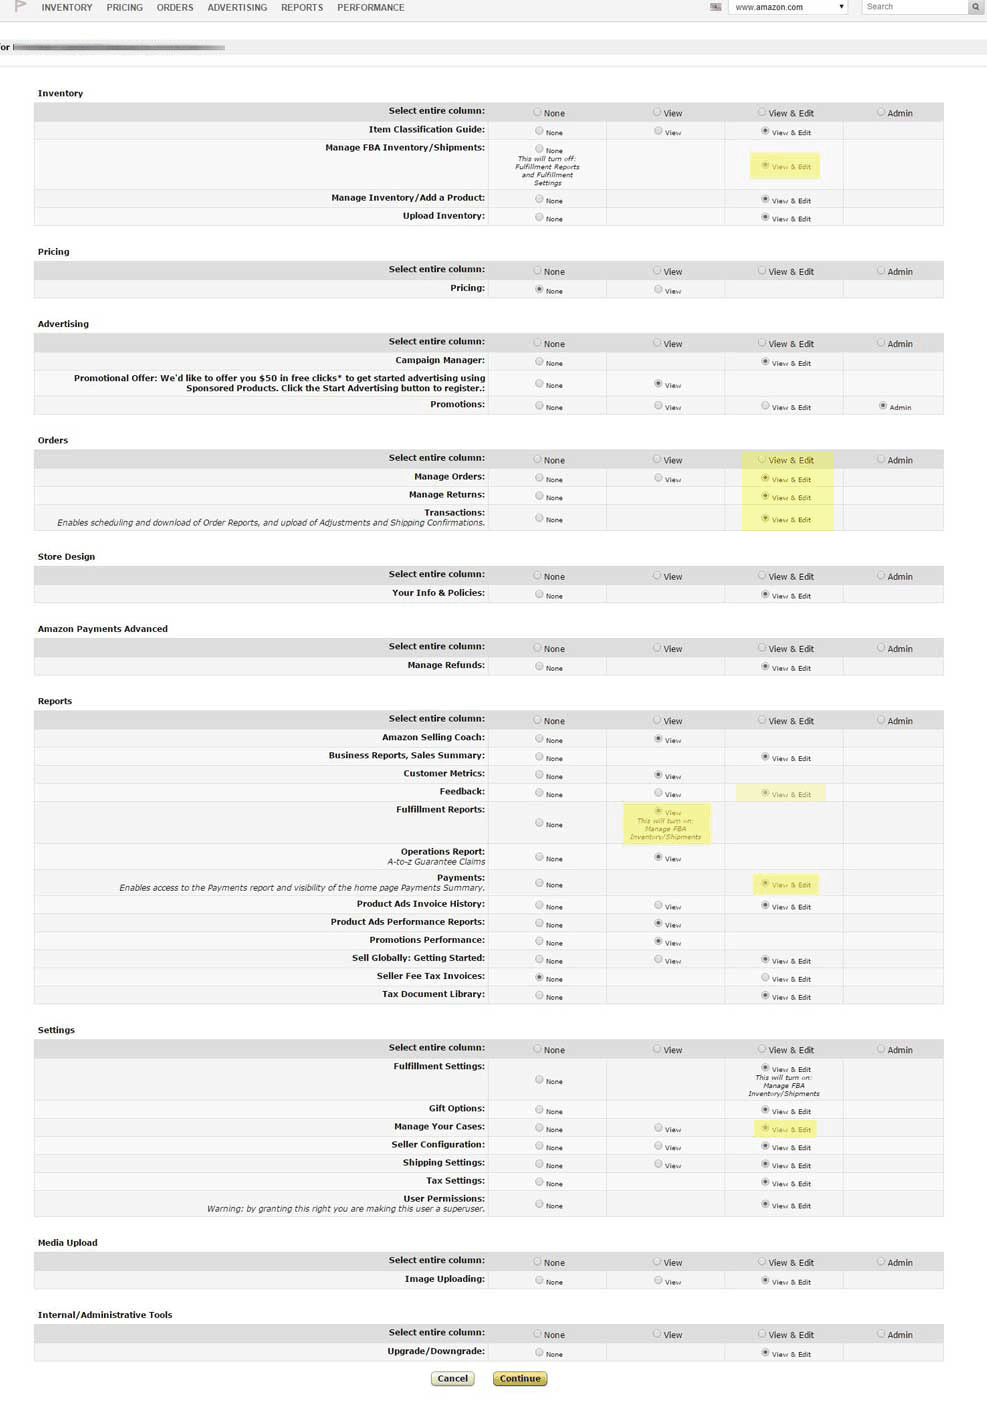 INVENTORY PRICING ORDERS ADVERTISING REPORTS PERFORMANCE www.amazon.com Search
or
Inventory
Select entire column: None View View & Edit Admin
Item Classification Guide: None View View & Edit
Manage FBA Inventory/Shipments: None View & Edit
This will turn off:
Fulfillment Reports
and Fulfillment
Settings
Manage Inventory/Add a Product: None View & Edit
Upload Inventory: None View & Edit
Pricing
Select entire column: None View View & Edit Admin
Pricing: None View
Advertising
Select entire column: None View View & Edit Admin
Campaign Manager: None View & Edit
Promotional Offer: We'd like to offer you $50 in free clicks* to get started advertising using
Sponsored Products. Click the Start Advertising button to register.: None View
Promotions: None View View & Edit Admin
Orders
Select entire column: None View View & Edit Admin
Manage Orders: None View View & Edit
Manage Returns: None View & Edit
Transactions: None View & Edit
Enables scheduling and download of Order Reports, and upload of Adjustments and Shipping Confirmations.
Store Design
Select entire column: None View View & Edit Admin
Your Info & Policies: None View & Edit
Amazon Payments Advanced
Select entire column: None View View & Edit Admin
Manage Refunds: None View & Edit
Reports
Select entire column: None View View & Edit Admin
Amazon Selling Coach: None View
Business Reports, Sales Summary: None View & Edit
Customer Metrics: None View
Feedback: None View View & Edit
Fulfillment Reports: None View
This will turn on:
Manage FBA
Inventory/Shipments
Operations Report: None View
A-to-z Guarantee Claims
Payments: None View & Edit
Enables access to the Payments report and visibility of the home page Payments Summary.
Product Ads Invoice History: None View View & Edit
Product Ads Performance Reports: None View
Promotions Performance: None View
Sell Globally: Getting Started: None View View & Edit
Seller Fee Tax Invoices: None View & Edit
Tax Document Library: None View & Edit
Settings
Select entire column: None View View & Edit Admin
Fulfillment Settings: None View & Edit
This will turn on:
Manage FBA
Inventory/Shipments
Gift Options: None View & Edit
Manage Your Cases: None View View & Edit
Seller Configuration: None View View & Edit
Shipping Settings: None View View & Edit
Tax Settings: None View & Edit
User Permissions: None View & Edit
Warning: by granting this right you are making this user a superuser.
Media Upload
Select entire column: None View View & Edit Admin
Image Uploading: None View View & Edit
Internal/Administrative Tools
Select entire column: None View View & Edit Admin
Upgrade/Downgrade: None View & Edit
Cancel Continue